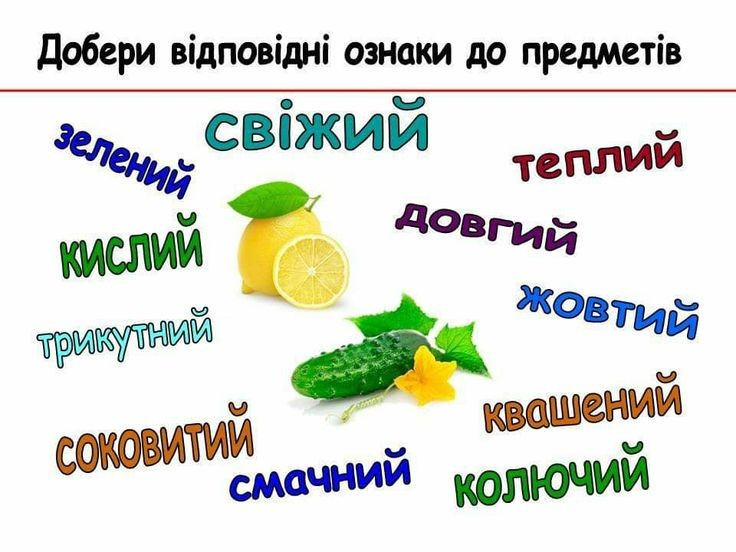 Добери відповідні ознаки до предметів
свіжий
зелений
теплий
довгий
кислий
жовтий
трикутний
квашений
соковитий
смачний
колючий